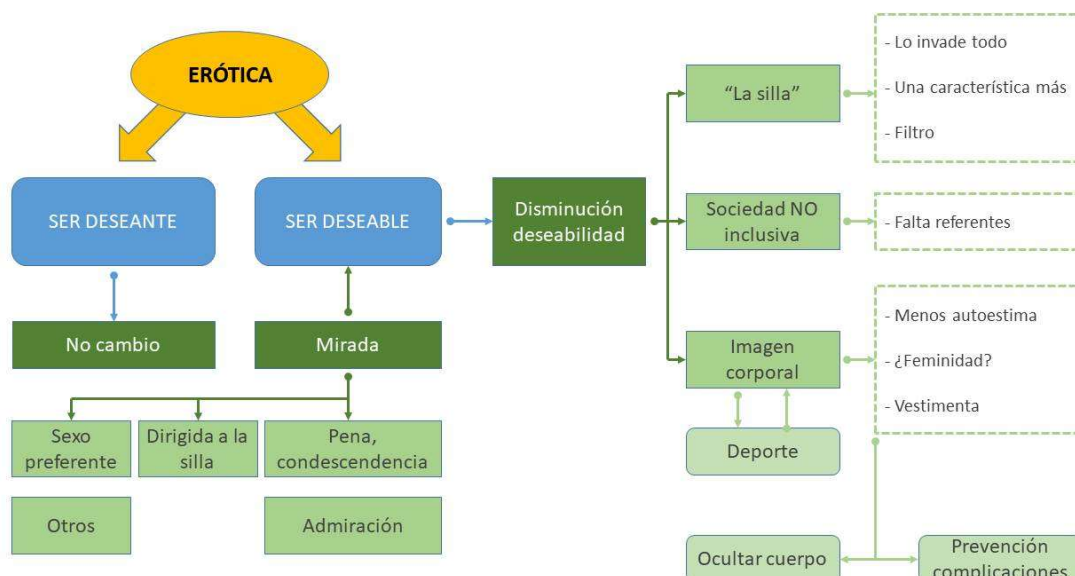 ERÓTICA
SER DESEANTE
SER DESEABLE
No cambio
Mirada
Sexo
preferente
Dirigida a la
silla
Pena,
condescendencia
Otros
Admiración
Disminución
deseabilidad
“La silla”
- Lo invade todo
- Una característica más
- Filtro
Sociedad NO
inclusiva
- Falta referentes
Imagen
corporal
- Menos autoestima
- ¿Feminidad?
- Vestimenta
Deporte
Ocultar cuerpo
Prevención
complicaciones